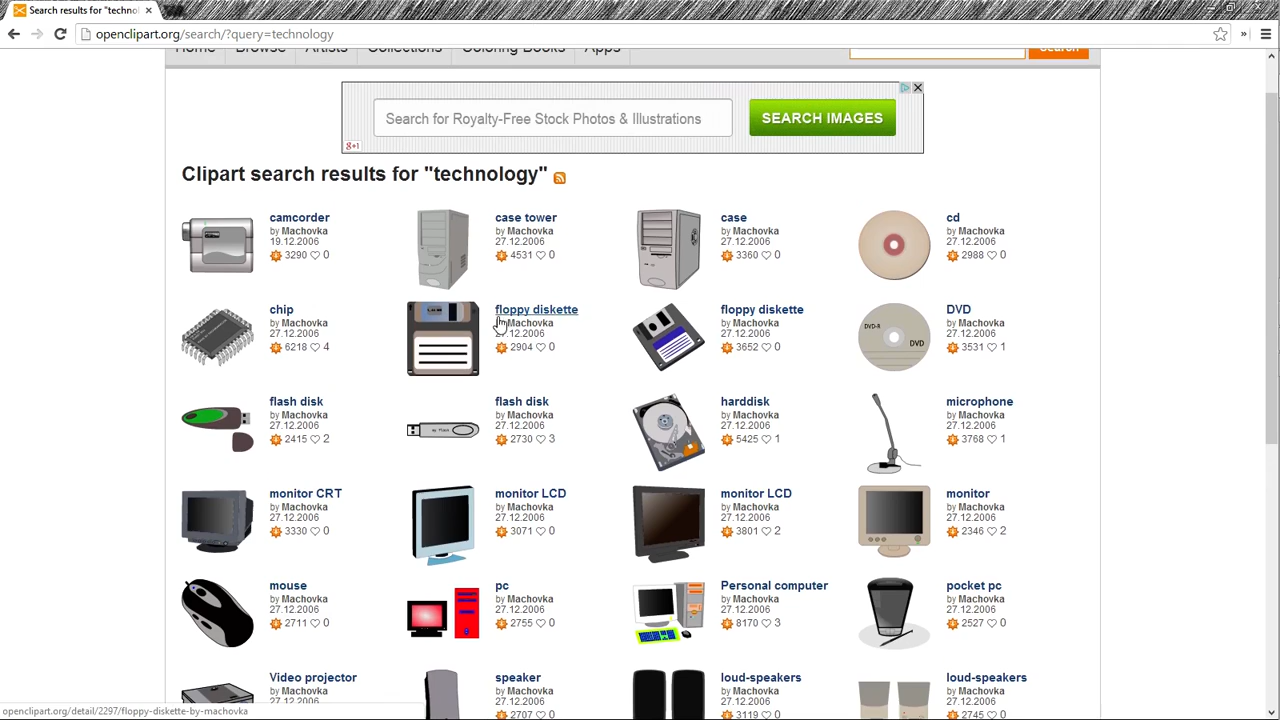 Search results for "technol
openclipart.org/search/?query=technology
Home Browse Artists Collections Coloring Books Apps
Search
Search for Royalty-Free Stock Photos & Illustrations
SEARCH IMAGES
g+1
Clipart search results for "technology"
camorder
by Machovka
19.12.2006
3290 0
case tower
by Machovka
27.12.2006
4531 0
case
by Machovka
27.12.2006
3360 0
cd
by Machovka
27.12.2006
2988 0
chip
by Machovka
27.12.2006
6218 4
floppy diskette
by Machovka
27.12.2006
2904 0
floppy diskette
by Machovka
27.12.2006
3652 0
DVD-R
DVD
DVD
by Machovka
27.12.2006
3531 1
flash disk
by Machovka
27.12.2006
2415 2
My Flash
flash disk
by Machovka
27.12.2006
2730 3
harddisk
by Machovka
27.12.2006
5425 1
microphone
by Machovka
27.12.2006
3768 1
monitor CRT
by Machovka
27.12.2006
3330 0
monitor LCD
by Machovka
27.12.2006
3071 0
monitor LCD
by Machovka
27.12.2006
3801 2
monitor
by Machovka
27.12.2006
2346 2
mouse
by Machovka
27.12.2006
2711 0
pc
by Machovka
27.12.2006
2755 0
Personal computer
by Machovka
27.12.2006
8170 3
pocket pc
by Machovka
27.12.2006
2527 0
Video projector
by Machovka
27.12.2006
speaker
by Machovka
27.12.2006
2707 0
loud-speakers
by Machovka
27.12.2006
3119 0
loud-speakers
by Machovka
27.12.2006
2745 0
openclipart.org/detail/2297/floppy-diskette-by-machovka